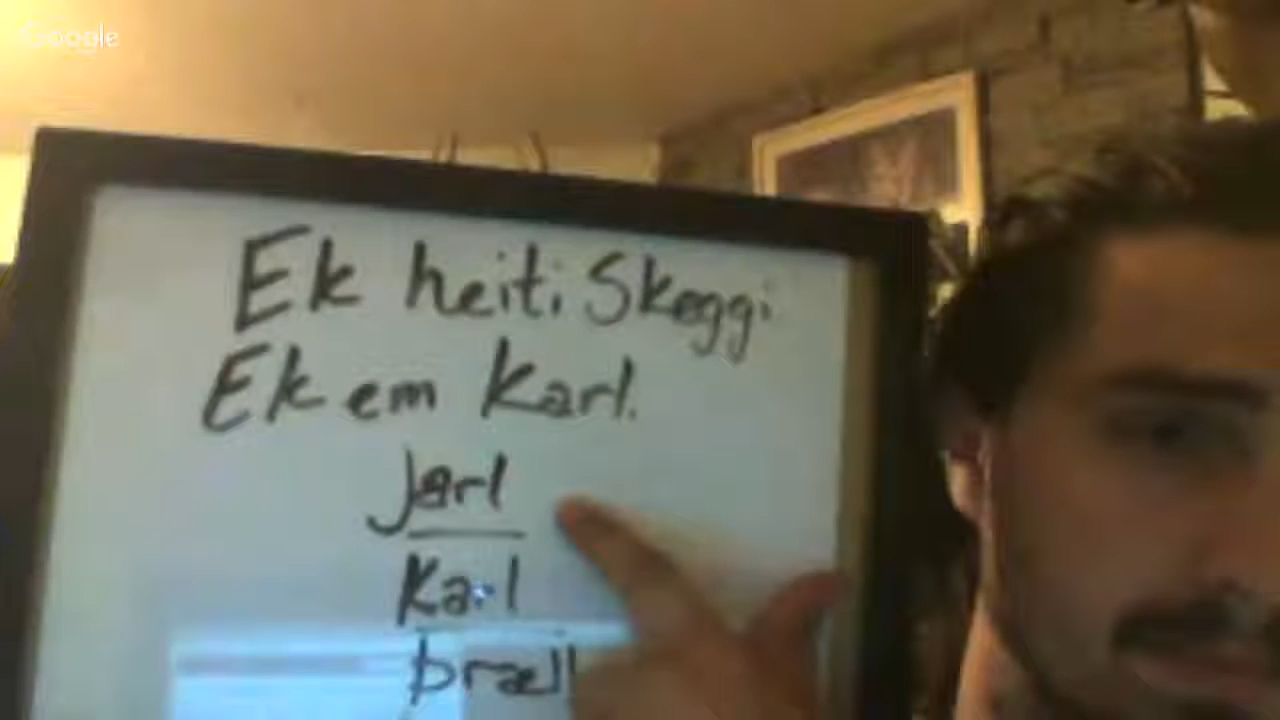 Google
Ek heiti Skeggi
Ek em Karl.
Jarl
Karl
þræll